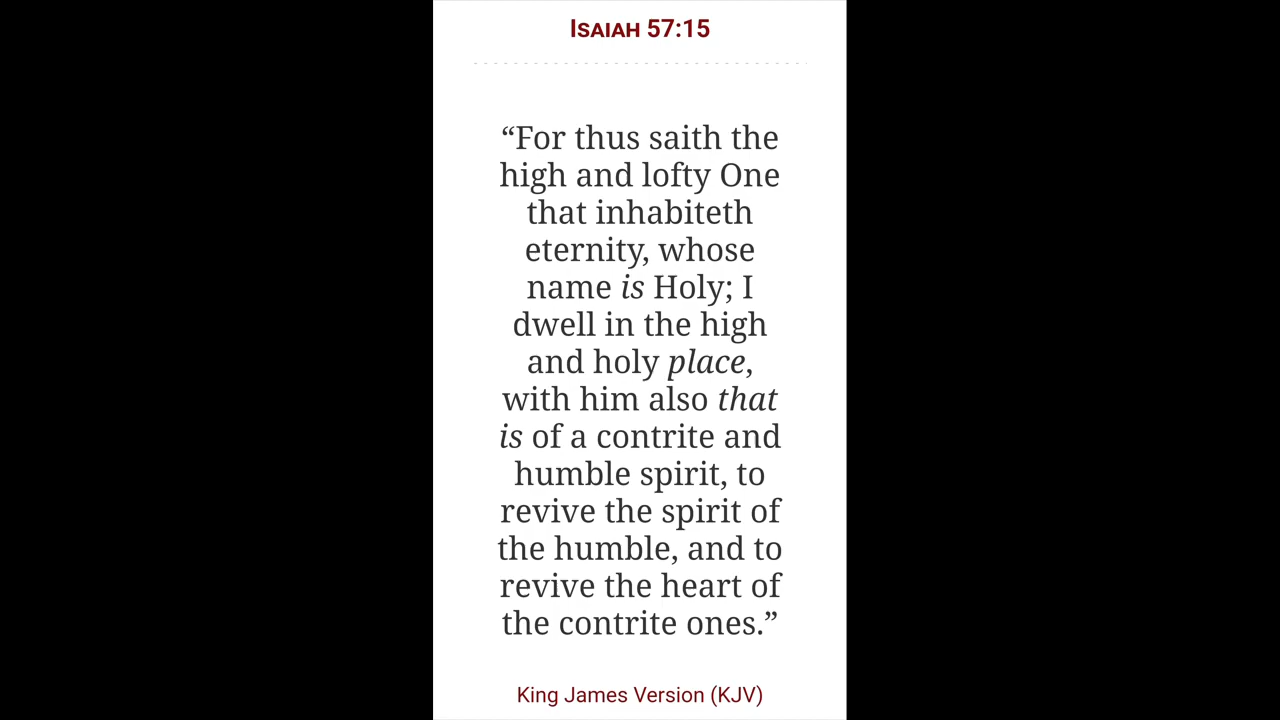 Isaiah 57:15
“For thus saith the
high and lofty One
that inhabiteth
eternity, whose
name is Holy; I
dwell in the high
and holy place,
with him also that
is of a contrite and
humble spirit, to
revive the spirit of
the humble, and to
revive the heart of
the contrite ones.”
King James Version (KJV)